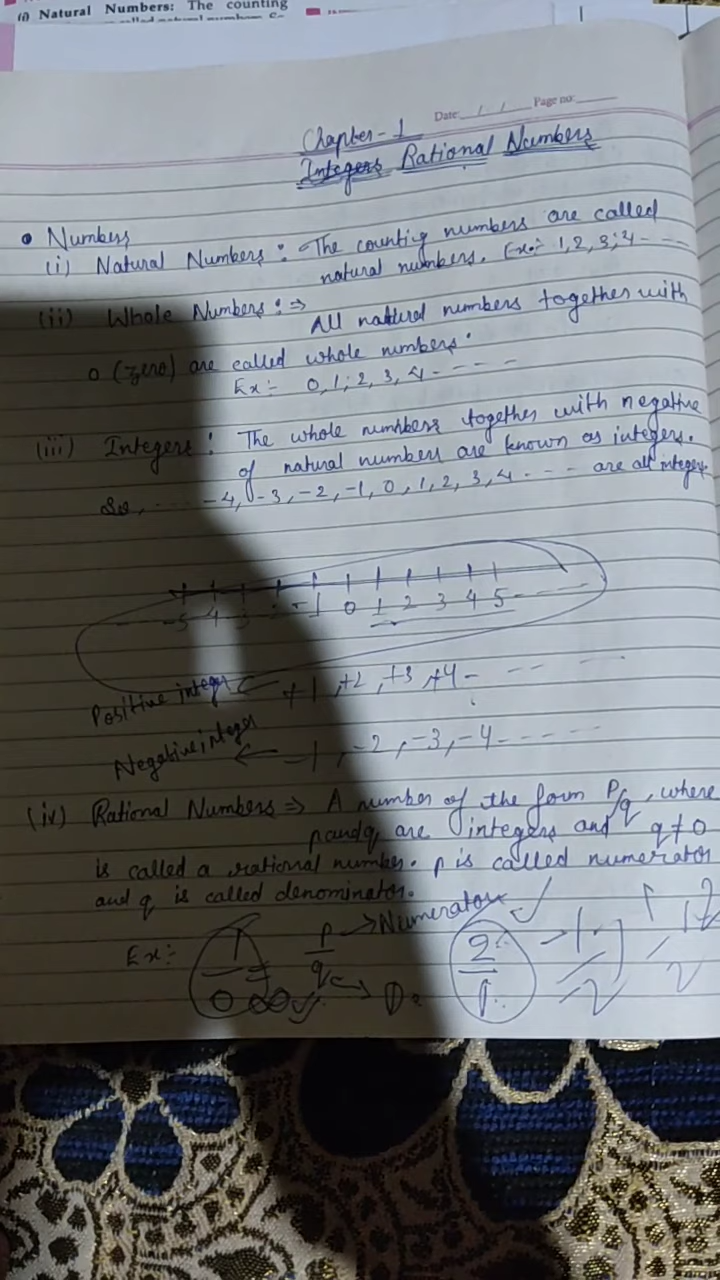 (i) Natural Numbers: The counting
Date / / Page no:
Chapter - 1
Integers Rational Numbers
• Numbers
(i) Natural Numbers : The counting numbers are called
natural numbers. Ex:- 1, 2, 3, 4 - - -
(ii) Whole Numbers : ⇒
All natural numbers together with
0 (zero) are called whole numbers.
Ex:- 0, 1, 2, 3, 4 - - - -
(iii) Integers : The whole numbers together with negative
of natural numbers are known as integers.
So, ---- -4, -3, -2, -1, 0, 1, 2, 3, 4 - - - are all integers.
-5 -4 -3 -2 -1 0 1 2 3 4 5 - - - -
Positive integer ← +1, +2, +3, +4 - - - -
Negative integer ← -1, -2, -3, -4 - - - - -
(iv) Rational Numbers ⇒ A number of the form P/q, where
p and q are integers and q ≠ 0
is called a rational number. p is called numerator
and q is called denominator.
Ex:- 1/0 = ∞ ✓ p/q → Numerator → D. 2/1 ✓ -1/-2